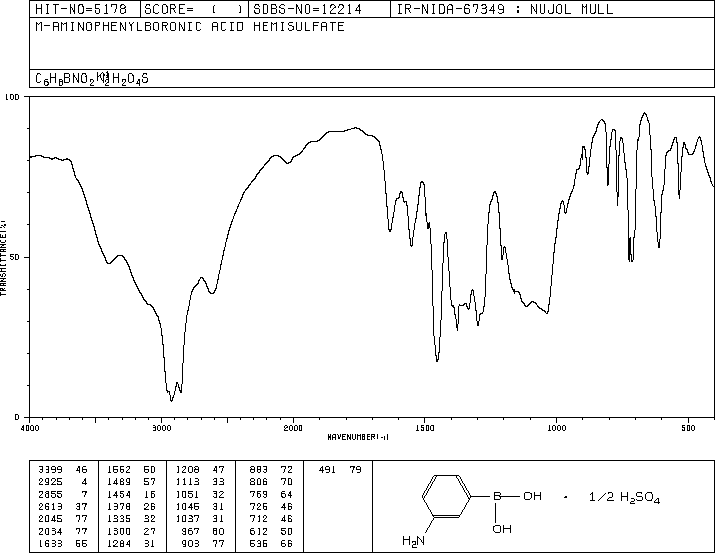 HIT-NO=5178 SCORE= ( ) SDBS-NO=12214 IR-NIDA-67349 : NUJOL MULL
M-AMINOPHENYLBORONIC ACID HEMISULFATE
100
50
0
TRANSMITTANCE(%)
4000 3000 2000 1500 1000 500
WAVENUMBER(-1)
3399 46 1552 50 1208 47 883 72 491 79
2925 4 1489 57 1113 33 806 70
2855 7 1454 16 1051 32 769 64
2613 37 1378 26 1045 31 726 46
2045 77 1335 32 1037 31 712 46
2034 77 1300 27 967 60 612 50
1633 55 1284 31 903 77 536 66
B OH · 1/2 H2SO4
OH
H2N